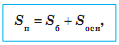 Sп = Sб + Sосн,